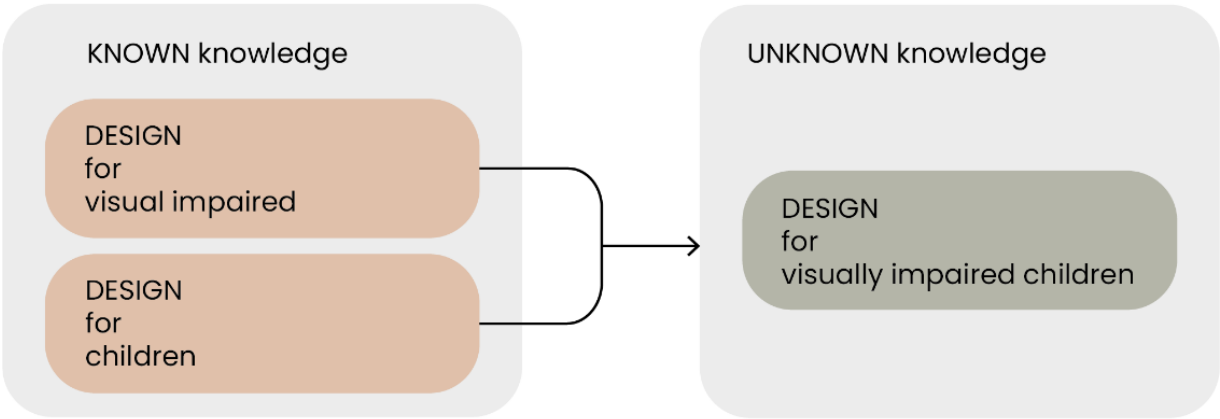 KNOWN knowledge
DESIGN
for
visual impaired
DESIGN
for
children
UNKNOWN knowledge
DESIGN
for
visually impaired children